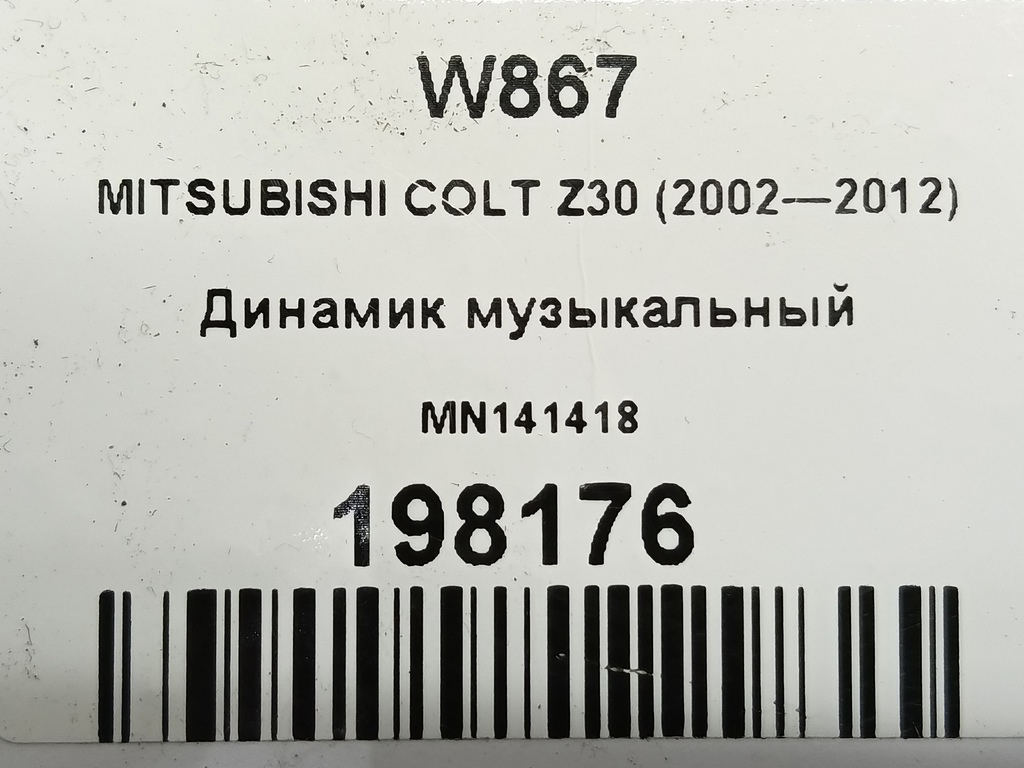 W867
MITSUBISHI COLT Z30 (2002—2012)
Динамик музыкальный
MN141418
198176